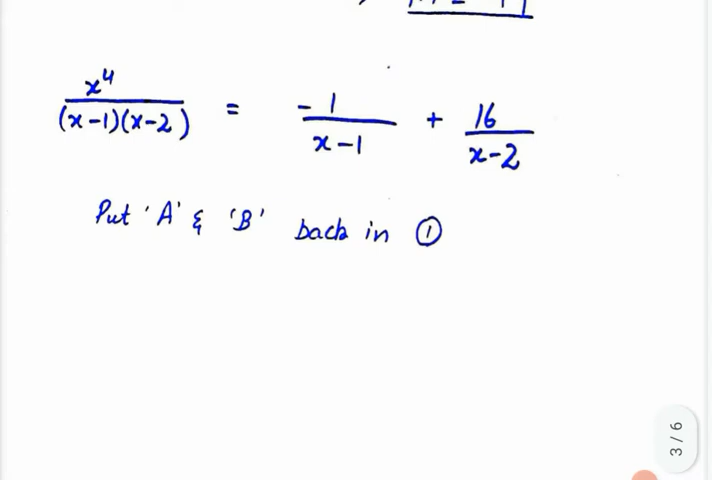 x⁴/((x-1)(x-2)) = -1/(x-1) + 16/(x-2)
Put 'A' & 'B' back in ①
3/6